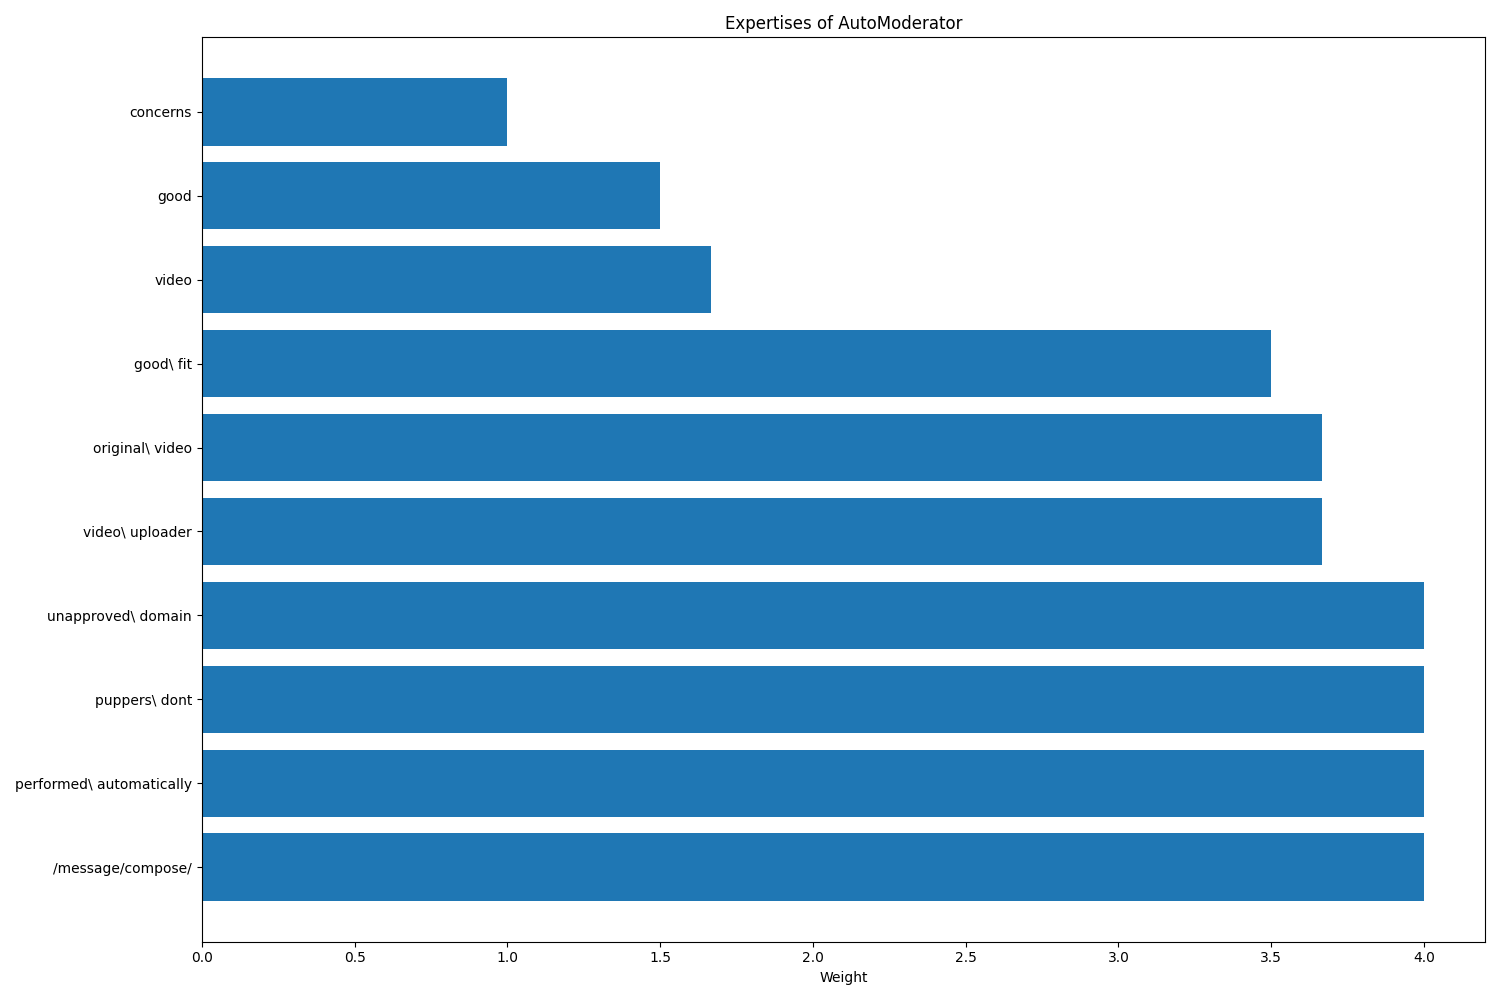 Expertises of AutoModerator
concerns
good
video
good\ fit
original\ video
video\ uploader
unapproved\ domain
puppers\ dont
performed\ automatically
/message/compose/
0.0 0.5 1.0 1.5 2.0 2.5 3.0 3.5 4.0
Weight